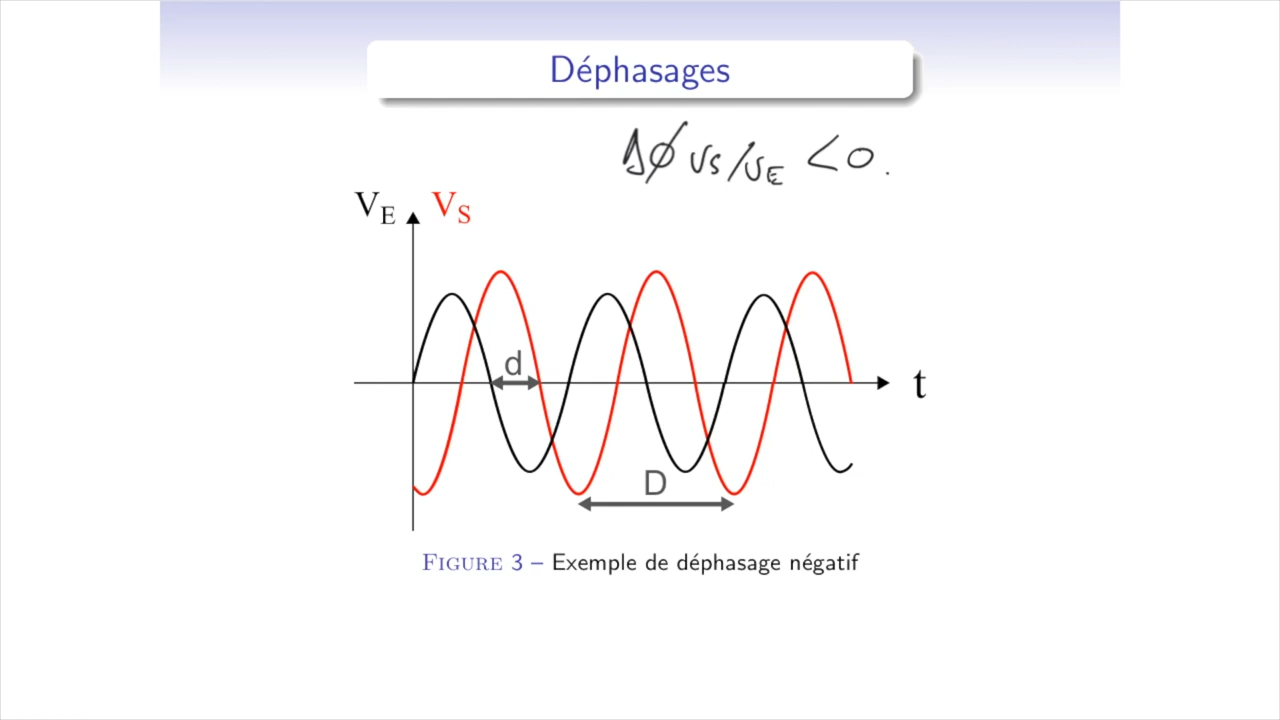 Déphasages
Δϕ vs/vE <0.
VE VS
d
t
D
FIGURE 3 – Exemple de déphasage négatif